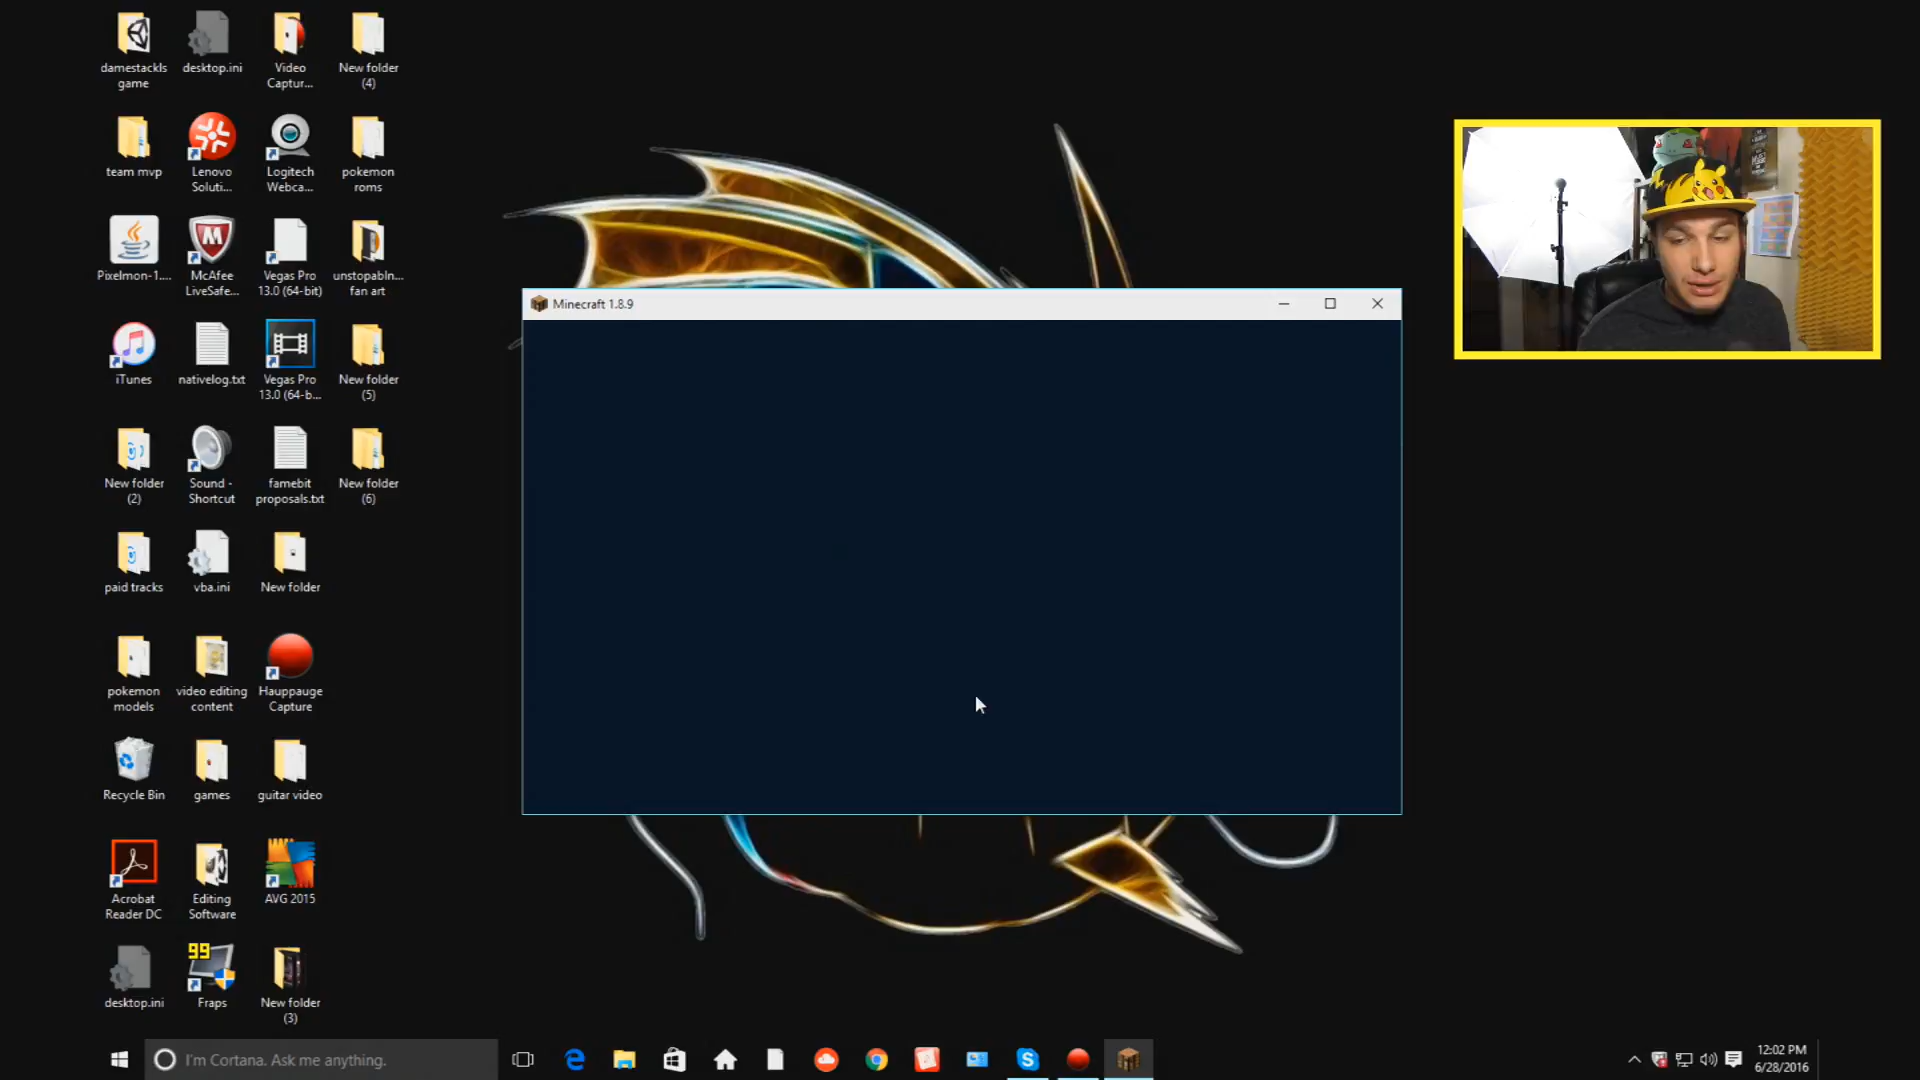 damestackls
game
desktop.ini
Video
Captur...
New folder
(4)
team mvp
Lenovo
Soluti...
Logitech
Webca...
pokemon
roms
Pixelmon-1....
McAfee
LiveSafe...
Vegas Pro
13.0 (64-bit)
unstopabln...
fan art
iTunes
nativelog.txt
Vegas Pro
13.0 (64-b...
New folder
(5)
New folder
(2)
Sound -
Shortcut
famebit
proposals.txt
New folder
(6)
paid tracks
vba.ini
New folder
pokemon
models
video editing
content
Hauppauge
Capture
Recycle Bin
games
guitar video
Acrobat
Reader DC
Editing
Software
AVG 2015
desktop.ini
99
Fraps
New folder
(3)
Minecraft 1.8.9
I'm Cortana. Ask me anything.
12:02 PM
6/28/2016